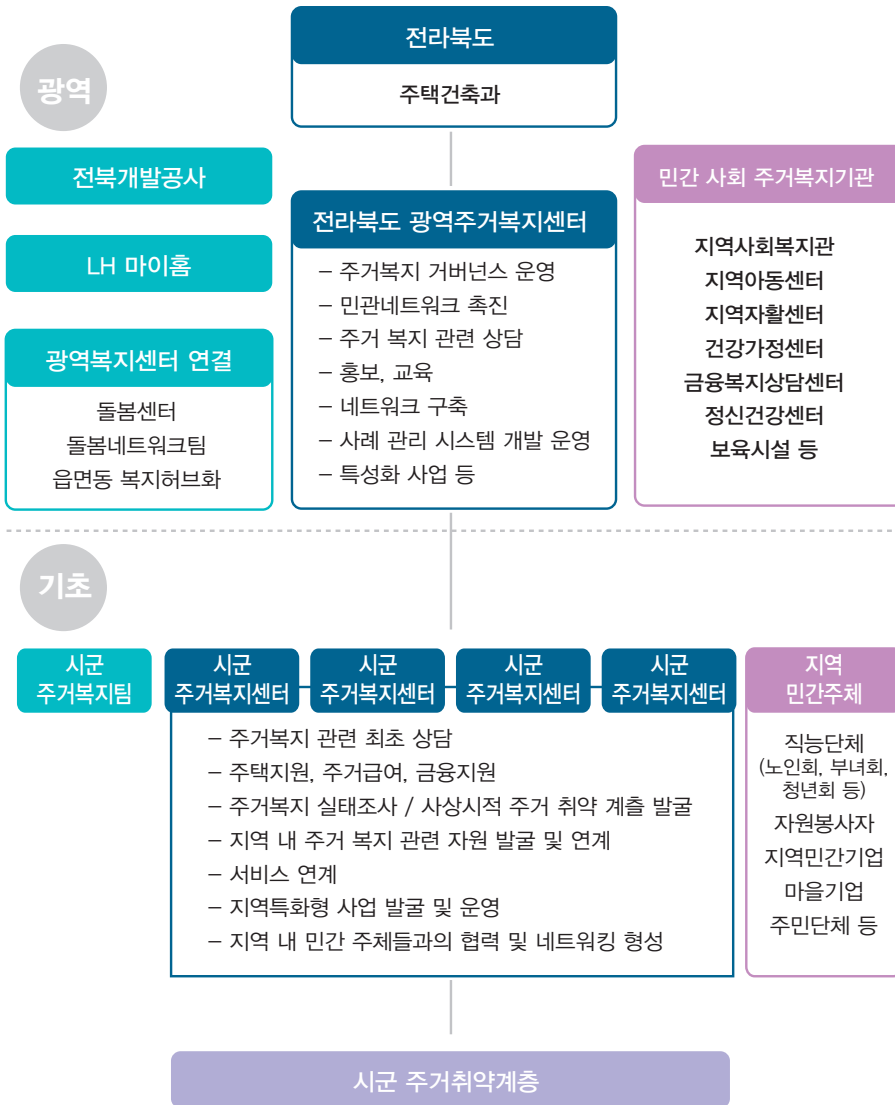 전라북도
주택건축과
광역
전북개발공사
LH 마이홈
광역복지센터 연결
돌봄센터
돌봄네트워크팀
읍면동 복지허브화
전라북도 광역주거복지센터
– 주거복지 거버넌스 운영
– 민관네트워크 촉진
– 주거 복지 관련 상담
– 홍보, 교육
– 네트워크 구축
– 사례 관리 시스템 개발 운영
– 특성화 사업 등
민간 사회 주거복지기관
지역사회복지관
지역아동센터
지역자활센터
건강가정센터
금융복지상담센터
정신건강센터
보육시설 등
기초
시군
주거복지팀
시군
주거복지센터
시군
주거복지센터
시군
주거복지센터
시군
주거복지센터
– 주거복지 관련 최초 상담
– 주택지원, 주거급여, 금융지원
– 주거복지 실태조사 / 사상시적 주거 취약 계츨 발굴
– 지역 내 주거 복지 관련 자원 발굴 및 연계
– 서비스 연계
– 지역특화형 사업 발굴 및 운영
– 지역 내 민간 주체들과의 협력 및 네트워킹 형성
지역
민간주체
직능단체
(노인회, 부녀회,
청년회 등)
자원봉사자
지역민간기업
마을기업
주민단체 등
시군 주거취약계층